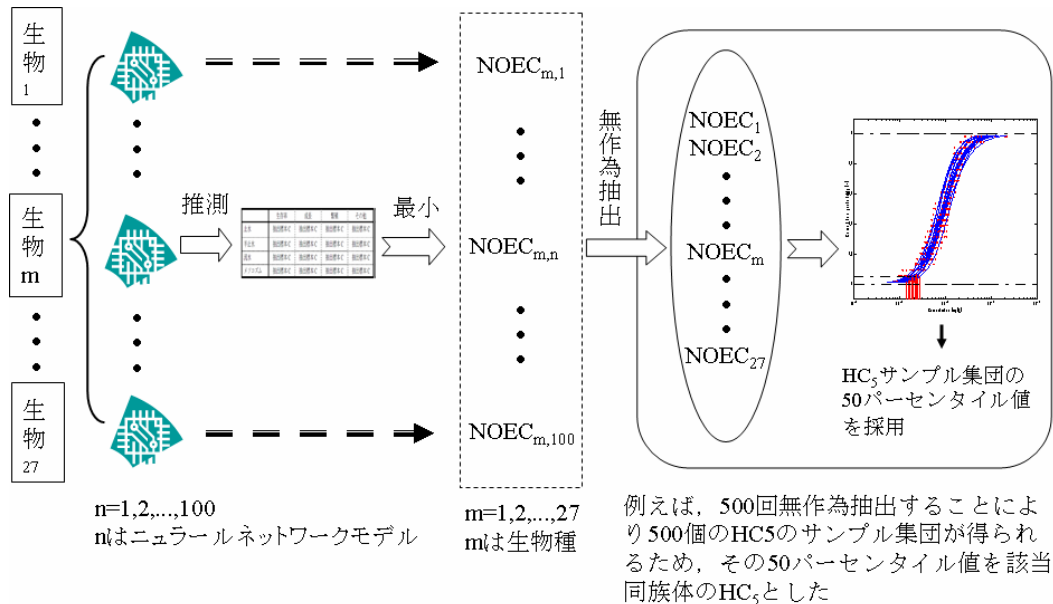 生物1
生物m
生物27
推測
最小
NOECm,1
NOECm,n
NOECm,100
無作為抽出
NOEC1
NOEC2
NOECm
NOEC27
HC5サンプル集団の
50パーセンタイル値
を採用
n=1,2,...,100
nはニュラールネットワークモデル
m=1,2,...,27
mは生物種
例えば，500回無作為抽出することによ
り500個のHC5のサンプル集団が得られ
るため，その50パーセンタイル値を該当
同族体のHC5とした